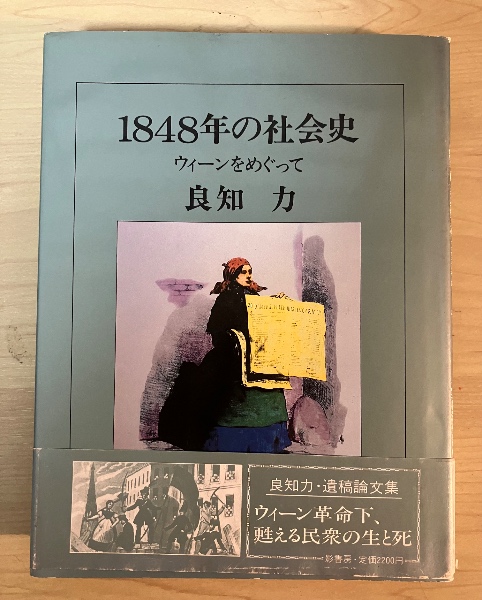 1848年の社会史
ウィーンをめぐって
良知 力
良知力・遺稿論文集
ウィーン革命下、
甦える民衆の生と死
影書房・定価2200円